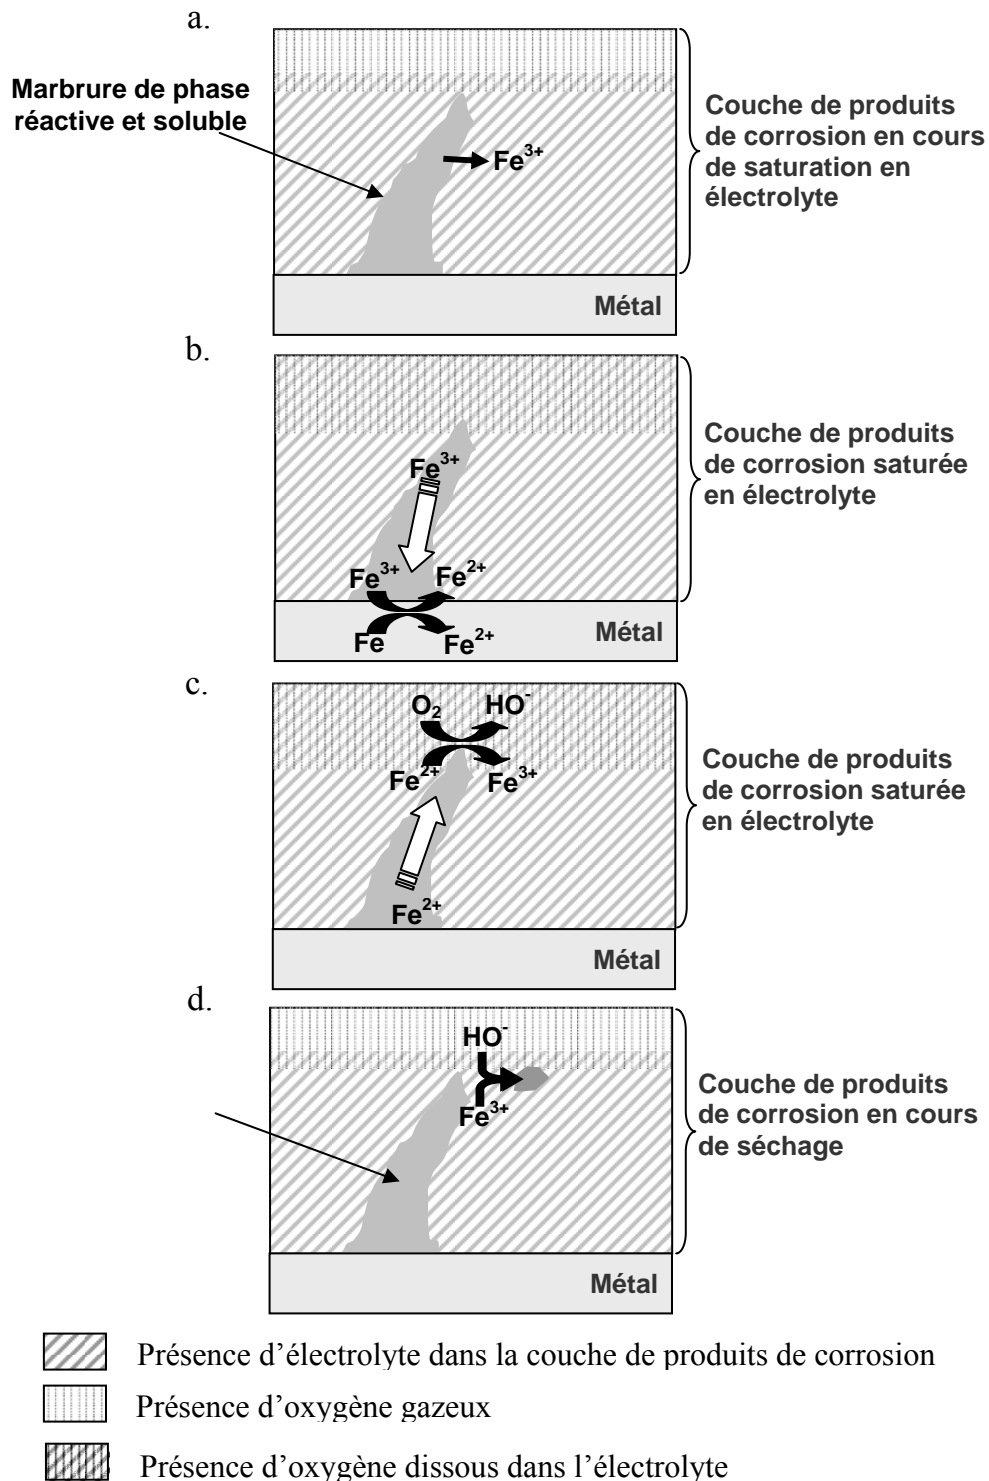 a.
Marbrure de phase
réactive et soluble
Fe3+
Couche de produits
de corrosion en cours
de saturation en
électrolyte
Métal
b.
Fe3+
Fe3+ Fe2+
Fe Fe2+
Couche de produits
de corrosion saturée
en électrolyte
Métal
c.
O2 HO-
Fe2+ Fe3+
Fe2+
Couche de produits
de corrosion saturée
en électrolyte
Métal
d.
HO-
Fe3+
Couche de produits
de corrosion en cours
de séchage
Métal
Présence d’électrolyte dans la couche de produits de corrosion
Présence d’oxygène gazeux
Présence d’oxygène dissous dans l’électrolyte